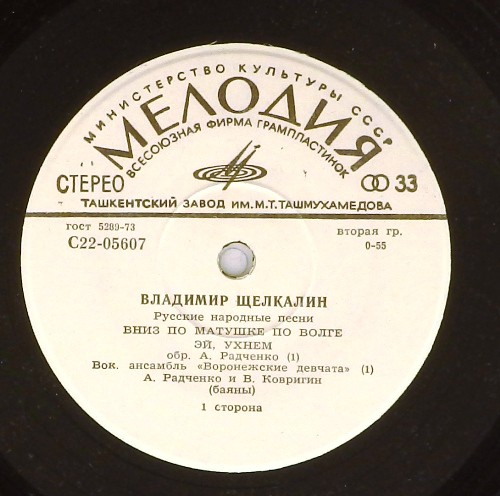 МИНИСТЕРСТВО КУЛЬТУРЫ СССР
МЕЛОДИЯ
ВСЕСОЮЗНАЯ ФИРМА ГРАМПЛАСТИНОК
СТЕРЕО
33
ТАШКЕНТСКИЙ ЗАВОД ИМ. М.Т. ТАШМУХАМЕДОВА
гост 5289-73
вторая гр.
С22-05607
0-55
ВЛАДИМИР ЩЕЛКАЛИН
Русские народные песни
ВНИЗ ПО МАТУШКЕ ПО ВОЛГЕ
ЭЙ, УХНЕМ
обр. А. Радченко (1)
Вок. ансамбль «Воронежские девчата» (1)
А. Радченко и В. Ковригин
(баяны)
1 сторона